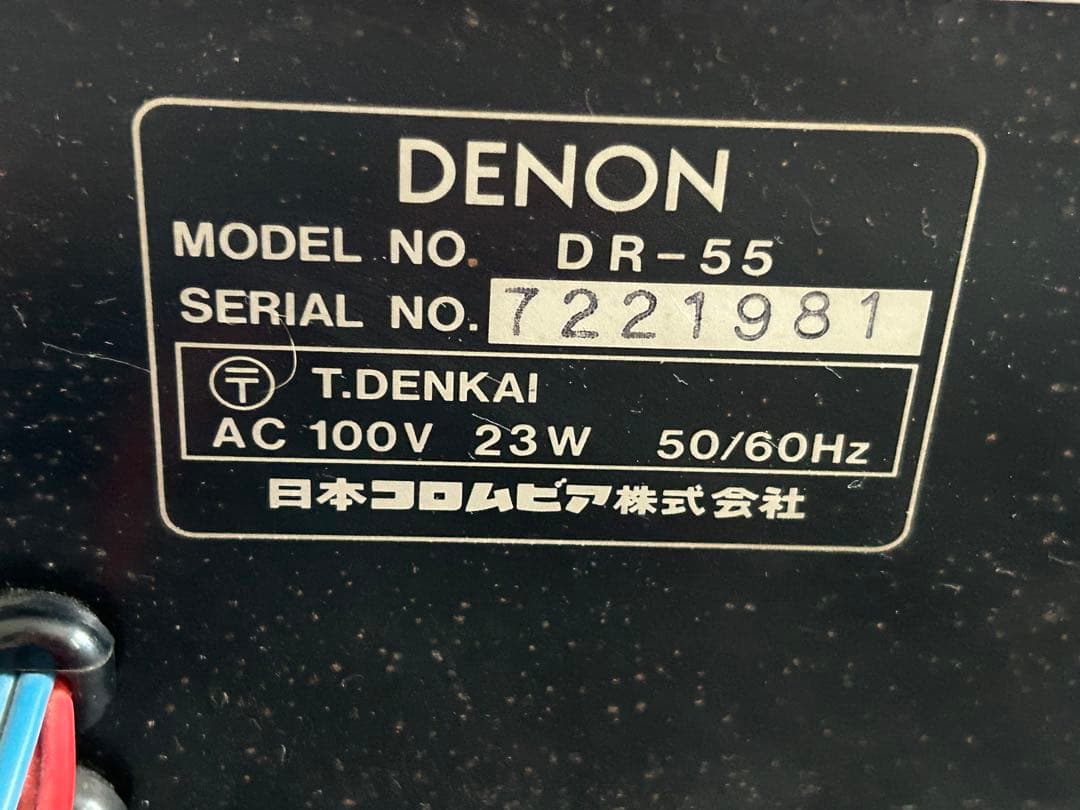 DENON
MODEL NO. DR-55
SERIAL NO. 7221981
〒 T.DENKAI
AC 100V 23W 50/60Hz
日本コロムビア株式会社